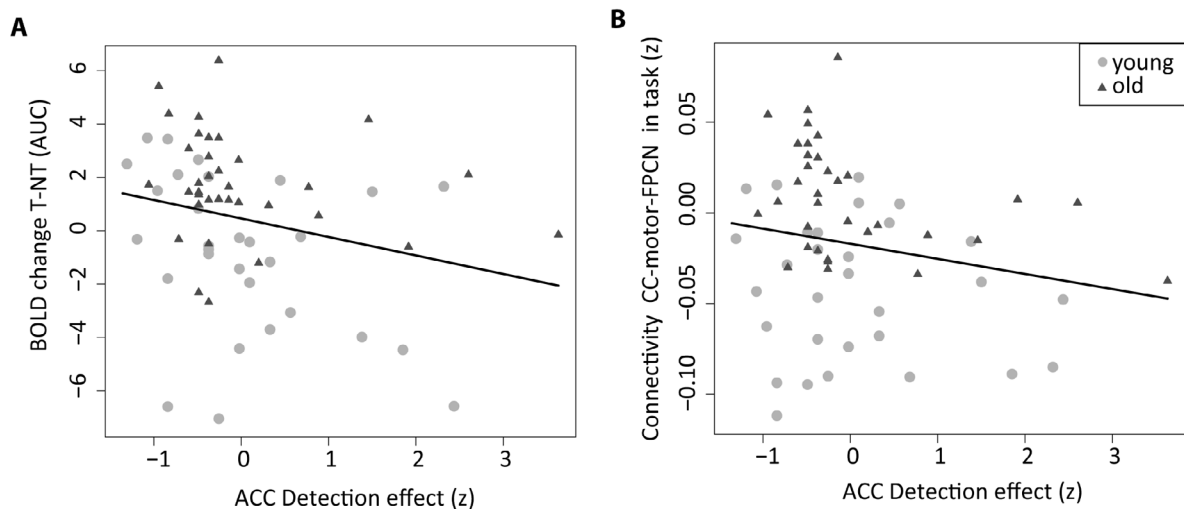 A
BOLD change T-NT (AUC)
6
4
2
0
−2
−4
−6
−1
0
1
2
3
ACC Detection effect (z)
B
Connectivity CC-motor-FPCN in task (z)
0.05
0.00
−0.05
−0.10
−1
0
1
2
3
ACC Detection effect (z)
young
old